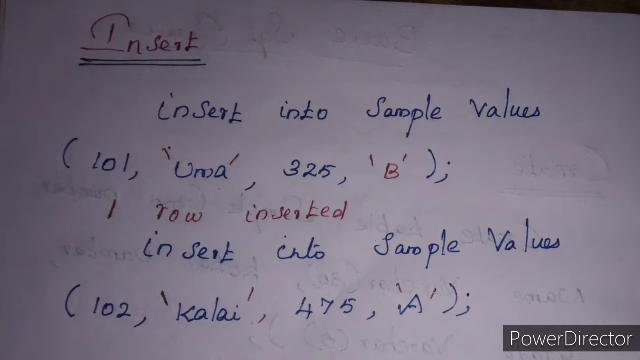 Insert
insert into Sample Values
(101, 'Uma', 325, 'B');
1 row inserted
insert into Sample Values
(102, 'Kalai', 475, 'A');
PowerDirector